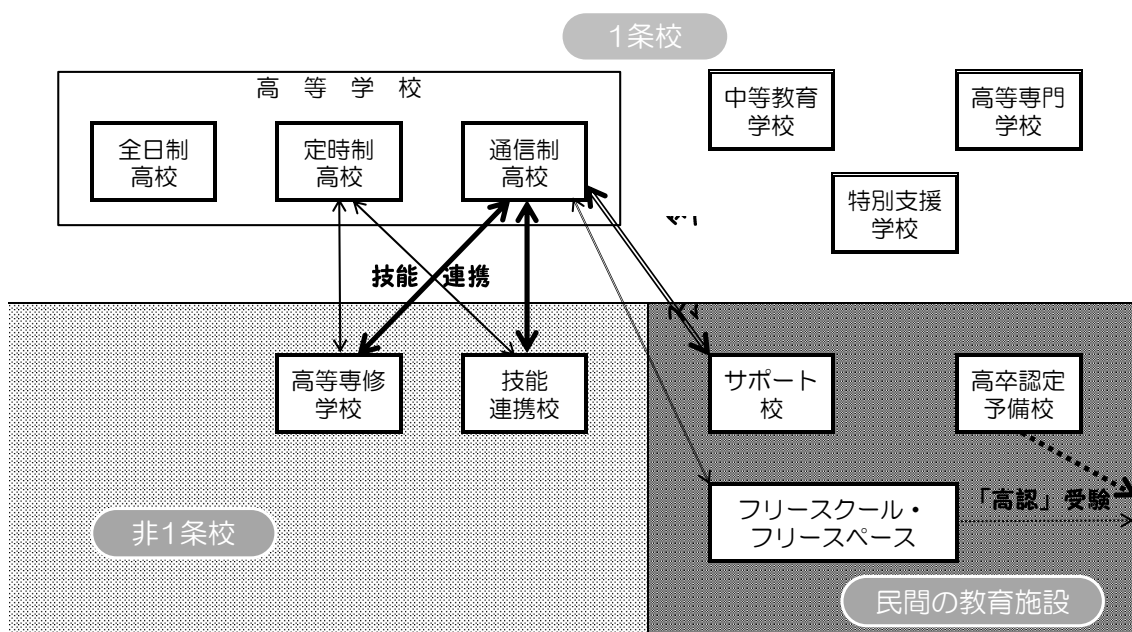 1条校
高等学校
中等教育
学校
高等専門
学校
全日制
高校
定時制
高校
通信制
高校
特別支援
学校
技能
連携
高等専修
学校
技能
連携校
サポート
校
高卒認定
予備校
フリースクール・
フリースペース
「高認」受験
非1条校
民間の教育施設